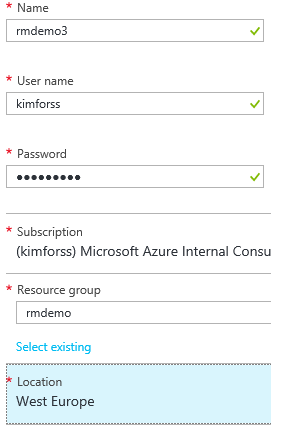 * Name
rmdemo3
* User name
kimforss
* Password
●●●●●●●●●
* Subscription
(kimforss) Microsoft Azure Internal Consu
* Resource group
rmdemo
Select existing
* Location
West Europe